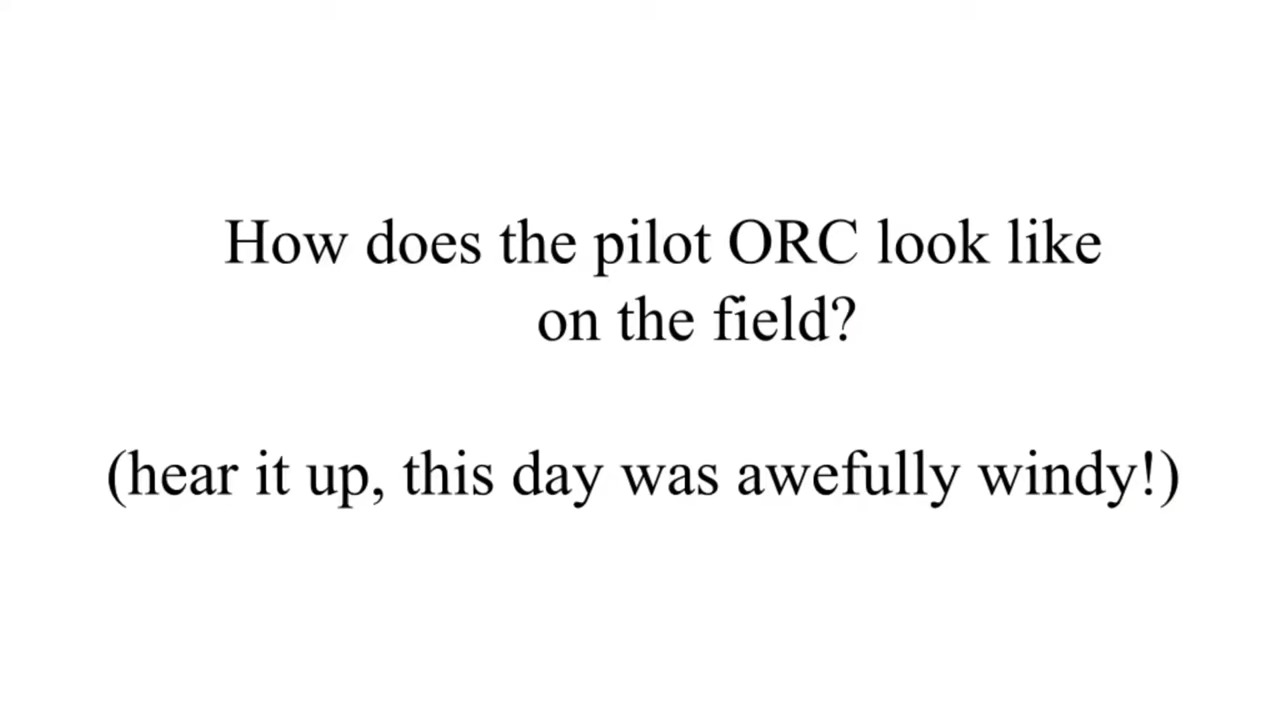 How does the pilot ORC look like
on the field?
(hear it up, this day was awefully windy!)